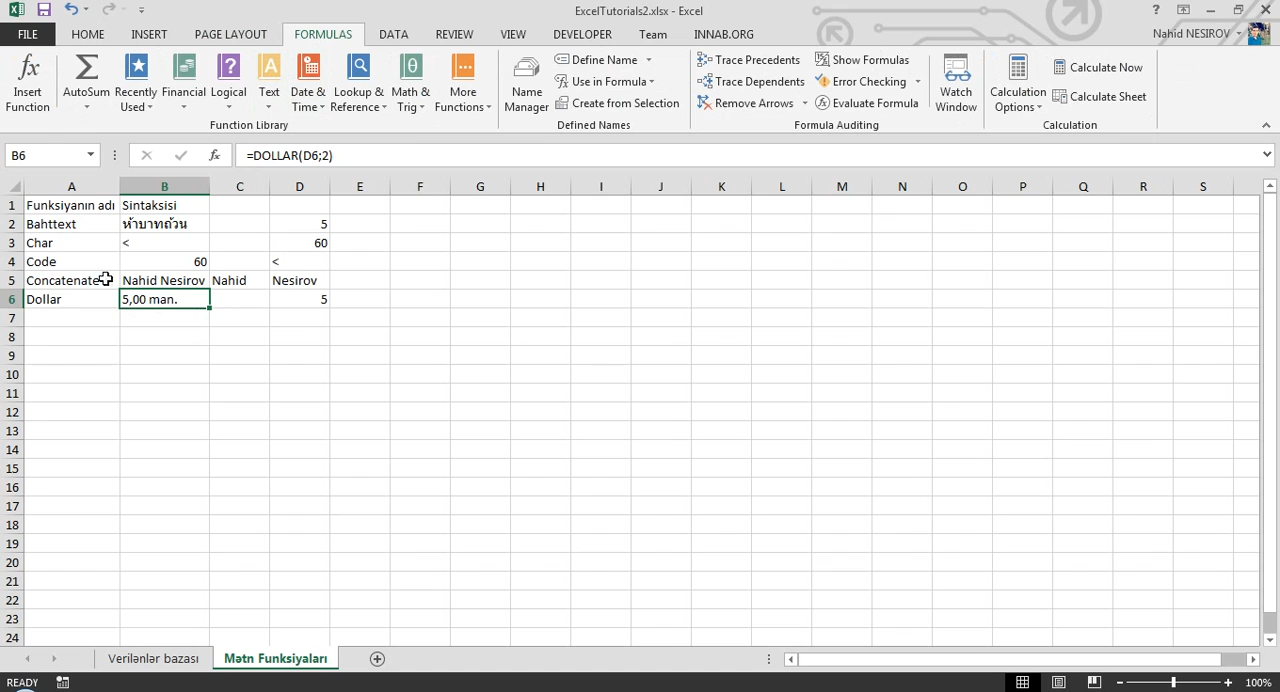 ExcelTutorials2.xlsx - Excel
FILE HOME INSERT PAGE LAYOUT FORMULAS DATA REVIEW VIEW DEVELOPER Team INNAB.ORG Nahid NESIROV
Insert Function
AutoSum
Recently Used
Financial
Logical
Text
Date & Time
Lookup & Reference
Math & Trig
More Functions
Function Library
Name Manager
Define Name
Use in Formula
Create from Selection
Defined Names
Trace Precedents
Trace Dependents
Remove Arrows
Show Formulas
Error Checking
Evaluate Formula
Formula Auditing
Watch Window
Calculation Options
Calculate Now
Calculate Sheet
Calculation
B6 fx =DOLLAR(D6;2)
A B C D E F G H I J K L M N O P Q R S
1 Funksiyanın adı Sintaksisi
2 Bahttext ห้าบาทถ้วน 5
3 Char < 60
4 Code 60 <
5 Concatenate Nahid Nesirov Nahid Nesirov
6 Dollar 5,00 man. 5
7
8
9
10
11
12
13
14
15
16
17
18
19
20
21
22
23
24
Verilənlər bazası Mətn Funksiyaları
READY 100%